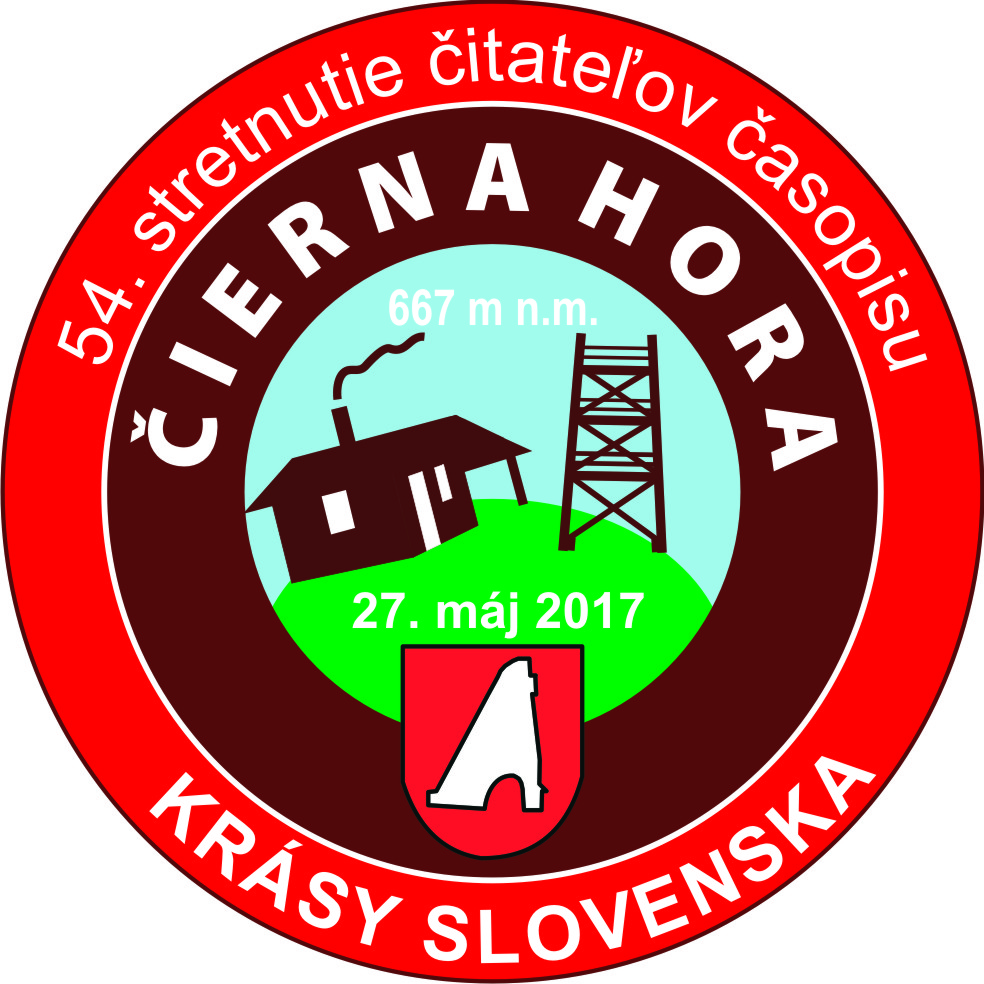 54. stretnutie čitateľov časopisu
ČIERNA HORA
667 m n.m.
27. máj 2017
KRÁSY SLOVENSKA